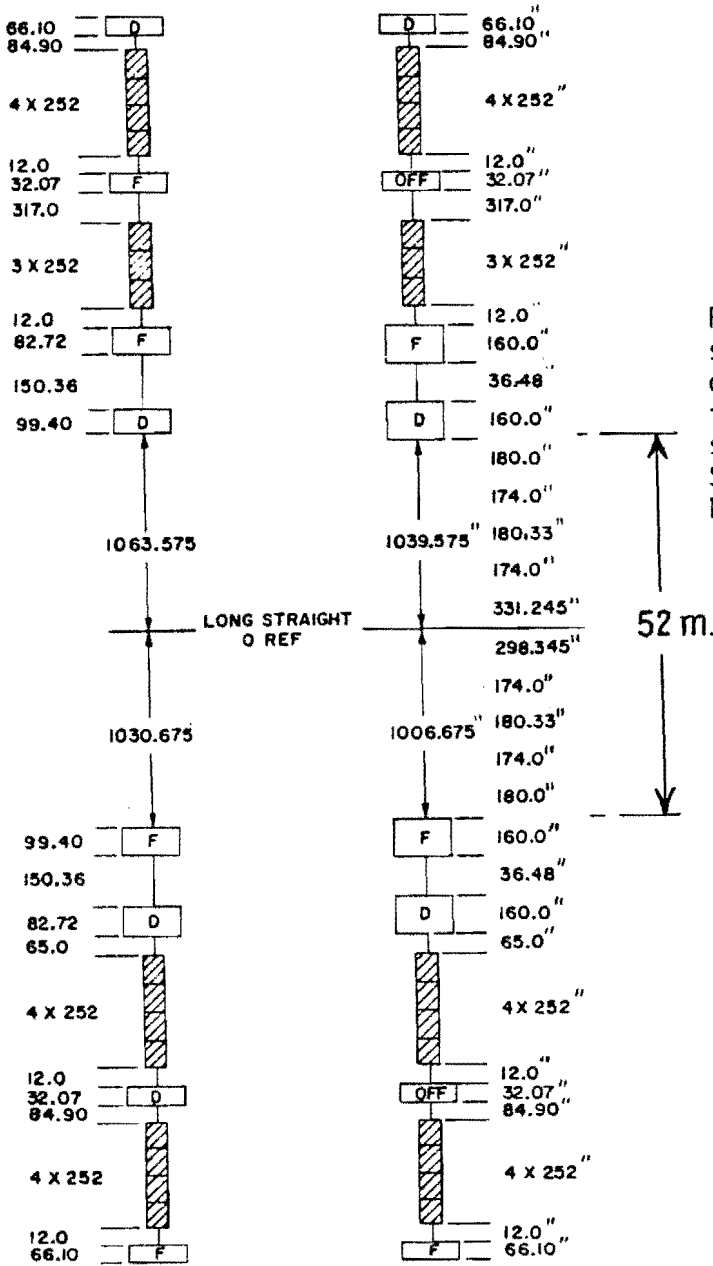 66.10 D D 66.10"
84.90 84.90"
4 X 252 4 X 252"
12.0 12.0"
32.07 F OFF 32.07"
317.0 317.0"
3 X 252 3 X 252"
12.0 12.0"
82.72 F F 160.0"
150.36 36.48"
99.40 D D 160.0"
180.0"
174.0"
1063.575 1039.575" 180.33"
174.0"
331.245"
LONG STRAIGHT
0 REF
52 m.
298.345"
174.0"
1030.675 1006.675" 180.33"
174.0"
180.0"
99.40 F F 160.0"
150.36 36.48"
82.72 D D 160.0"
65.0 65.0"
4 X 252 4 X 252"
12.0 12.0"
32.07 D OFF 32.07"
84.90 84.90"
4 X 252 4 X 252"
12.0 12.0"
66.10 F F 66.10"